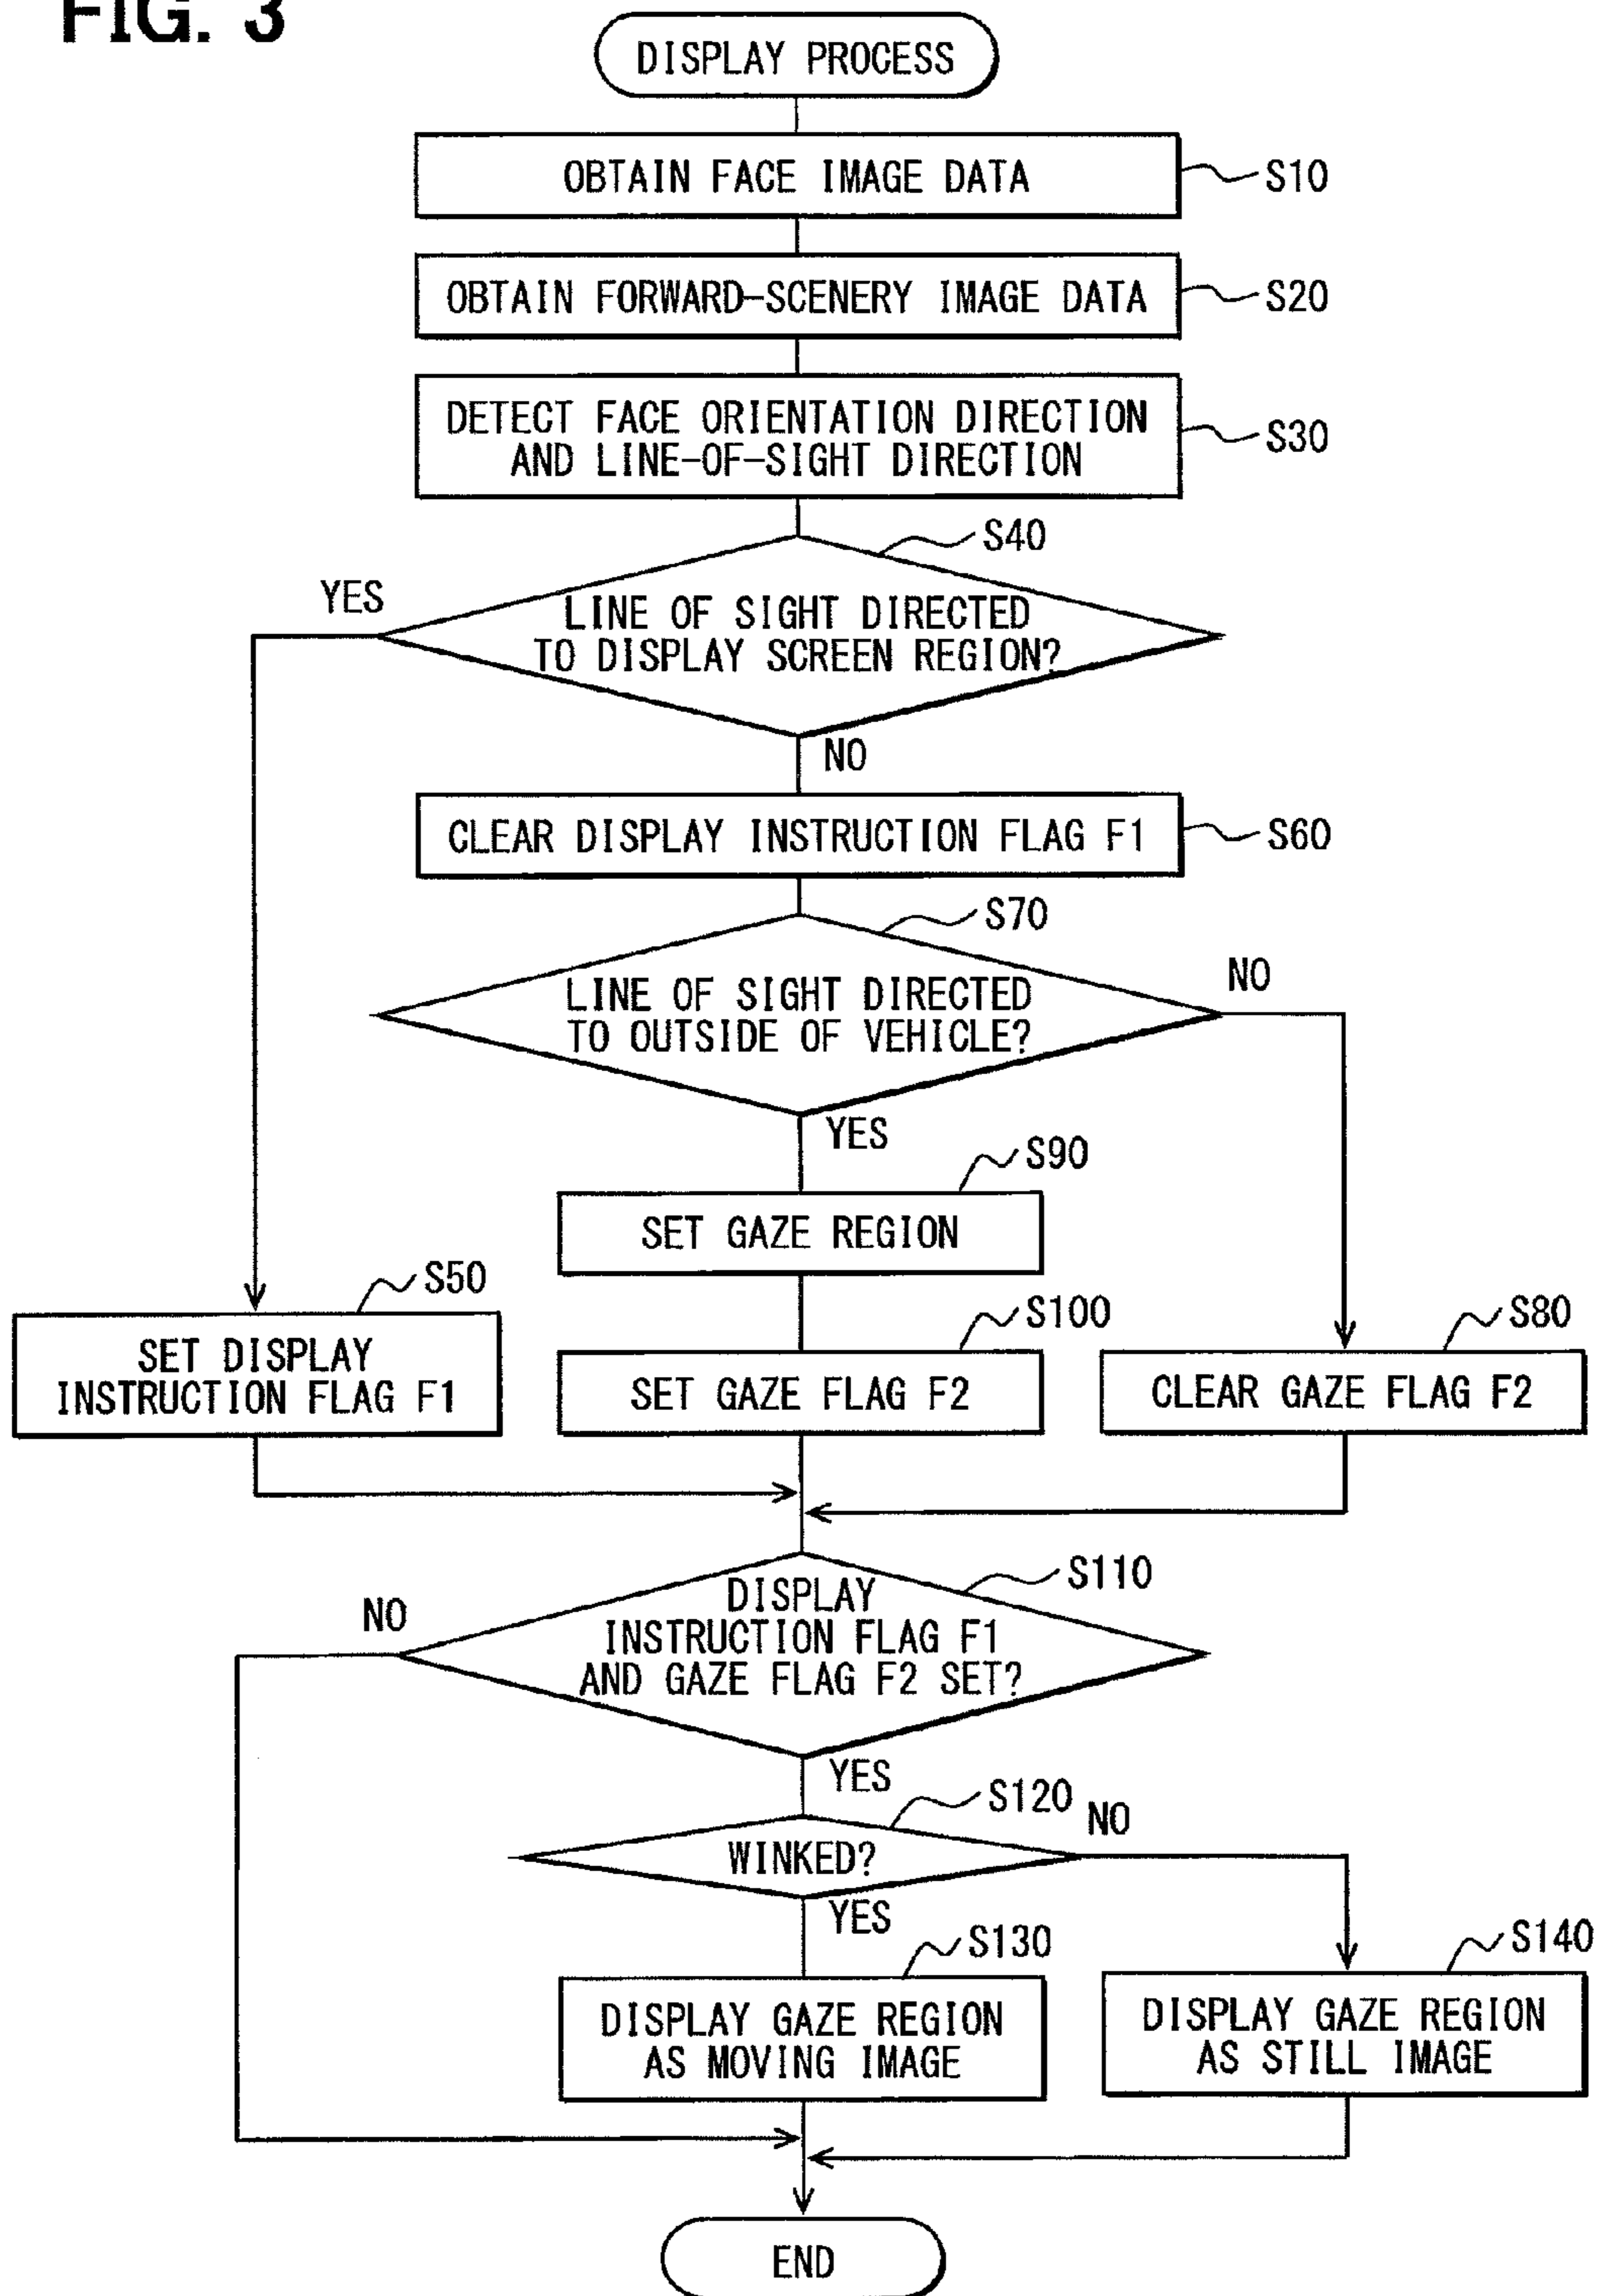 FIG. 3
DISPLAY PROCESS
OBTAIN FACE IMAGE DATA
S10
OBTAIN FORWARD-SCENERY IMAGE DATA
S20
DETECT FACE ORIENTATION DIRECTION
AND LINE-OF-SIGHT DIRECTION
S30
S40
YES
LINE OF SIGHT DIRECTED
TO DISPLAY SCREEN REGION?
NO
CLEAR DISPLAY INSTRUCTION FLAG F1
S60
S70
NO
LINE OF SIGHT DIRECTED
TO OUTSIDE OF VEHICLE?
YES
S90
SET GAZE REGION
S50
SET DISPLAY
INSTRUCTION FLAG F1
S100
SET GAZE FLAG F2
S80
CLEAR GAZE FLAG F2
S110
NO
DISPLAY
INSTRUCTION FLAG F1
AND GAZE FLAG F2 SET?
YES
S120
NO
WINKED?
YES
S130
DISPLAY GAZE REGION
AS MOVING IMAGE
S140
DISPLAY GAZE REGION
AS STILL IMAGE
END